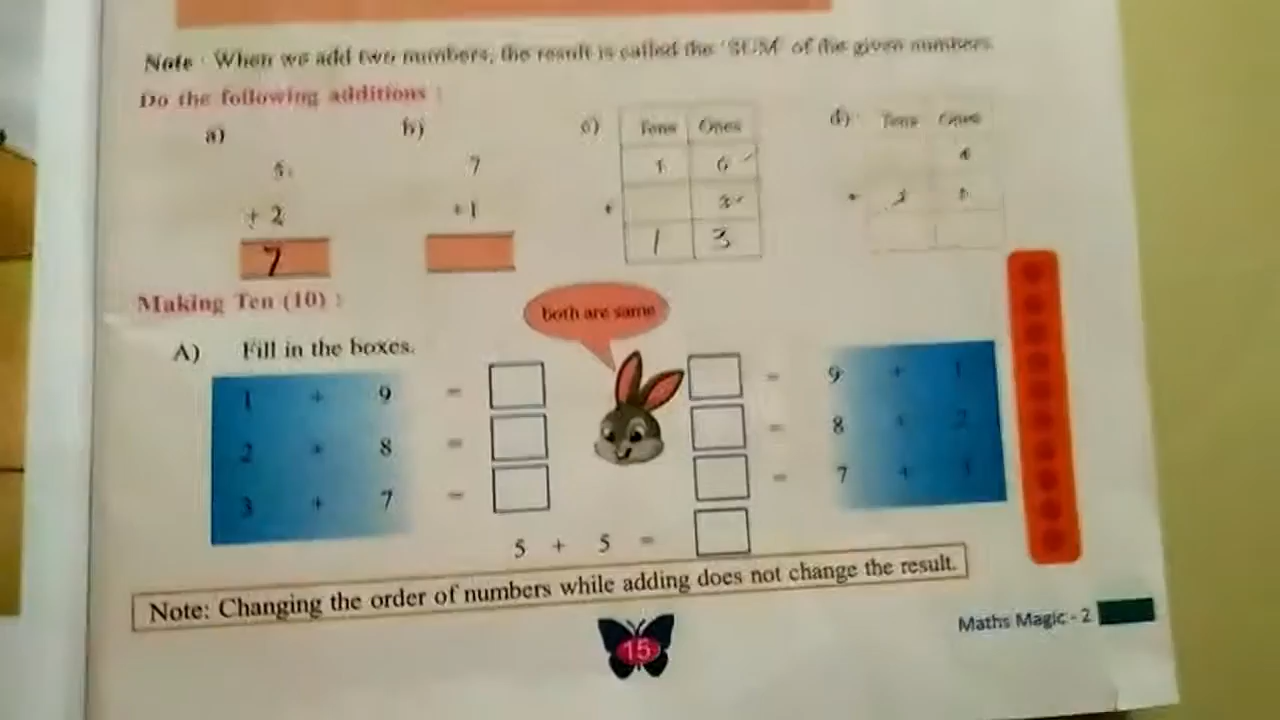 Note : When we add two numbers, the result is called the 'SUM' of the given numbers.
Do the following additions :
a) b) c) d)
Tens Ones Tens Ones
5 7 1
+ 2 +1 +
7 1 3
Making Ten (10) :
both are same
A) Fill in the boxes.
1 + 9 = = 9 + 1
2 + 8 = = 8 + 2
3 + 7 = = 7 +
5 + 5 =
Note: Changing the order of numbers while adding does not change the result.
Maths Magic - 2
15